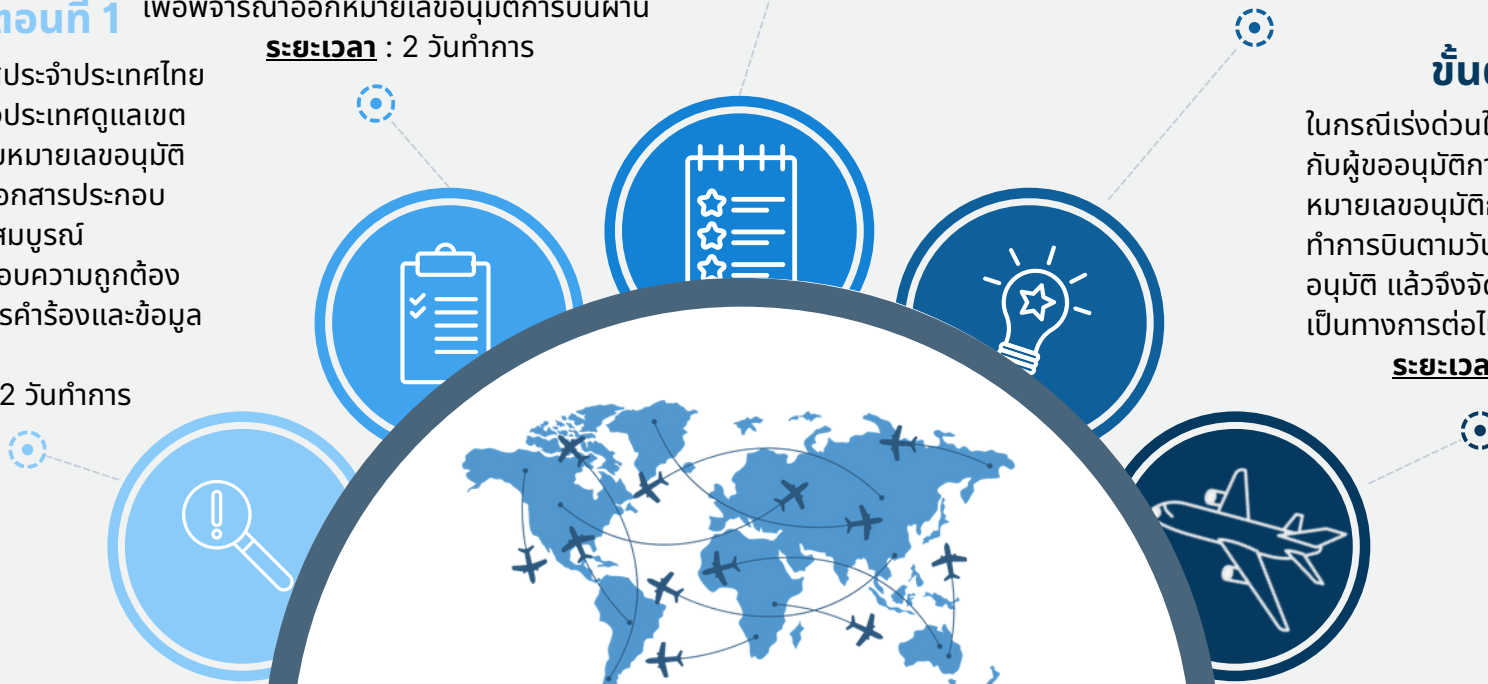 เพื่อพิจารณาออกหมายเลขอนุมัติการบินผ่าน
ระยะเวลา : 2 วันทำการ
ตอนที่ 1
ประจำประเทศไทย
ประเทศดูแลเขต
หมายเลขอนุมัติ
อกสารประกอบ
สมบูรณ์
อบความถูกต้อง
รคำร้องและข้อมูล
2 วันทำการ
ขั้นต
ในกรณีเร่งด่วนใ
กับผู้ขออนุมัติกา
หมายเลขอนุมัติก
ทำการบินตามวัน
อนุมัติ แล้วจึงจัด
เป็นทางการต่อไ
ระยะเวล